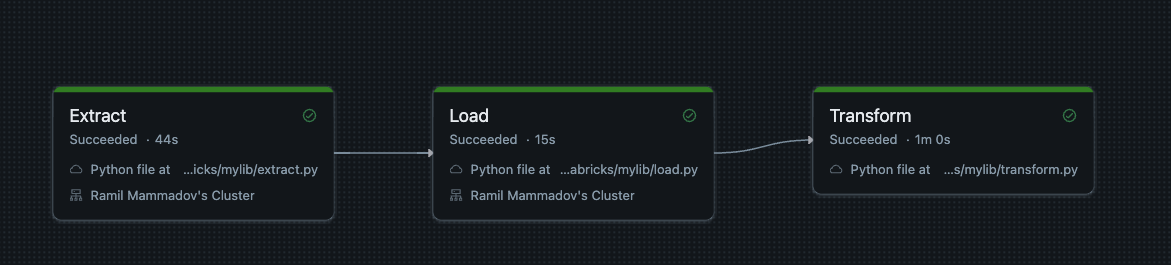 Extract
Succeeded · 44s
Python file at ...icks/mylib/extract.py
Ramil Mammadov's Cluster
Load
Succeeded · 15s
Python file at ...abricks/mylib/load.py
Ramil Mammadov's Cluster
Transform
Succeeded · 1m 0s
Python file at ...s/mylib/transform.py